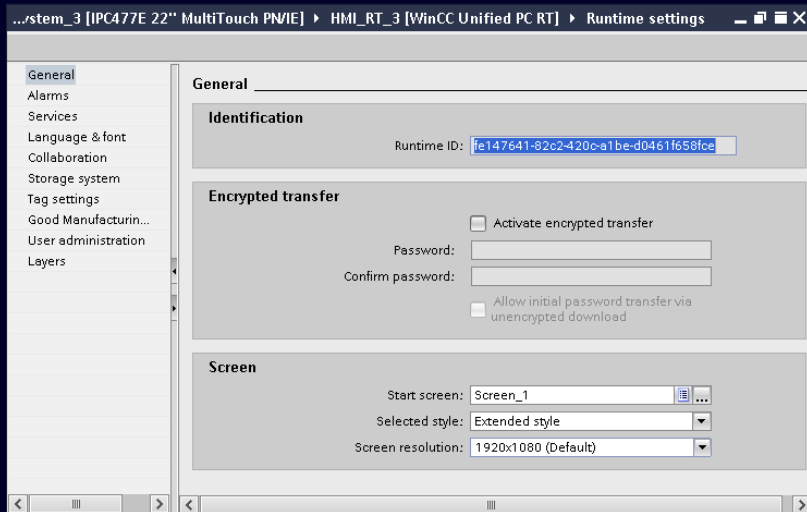 .../stem_3 [IPC477E 22" MultiTouch PN/IE] ▸ HMI_RT_3 [WinCC Unified PC RT] ▸ Runtime settings
General
Alarms
Services
Language & font
Collaboration
Storage system
Tag settings
Good Manufacturin...
User administration
Layers
General
Identification
Runtime ID: fe147641-82c2-420c-a1be-d0461f658fce
Encrypted transfer
Activate encrypted transfer
Password:
Confirm password:
Allow initial password transfer via
unencrypted download
Screen
Start screen: Screen_1
...
Selected style: Extended style
Screen resolution: 1920x1080 (Default)